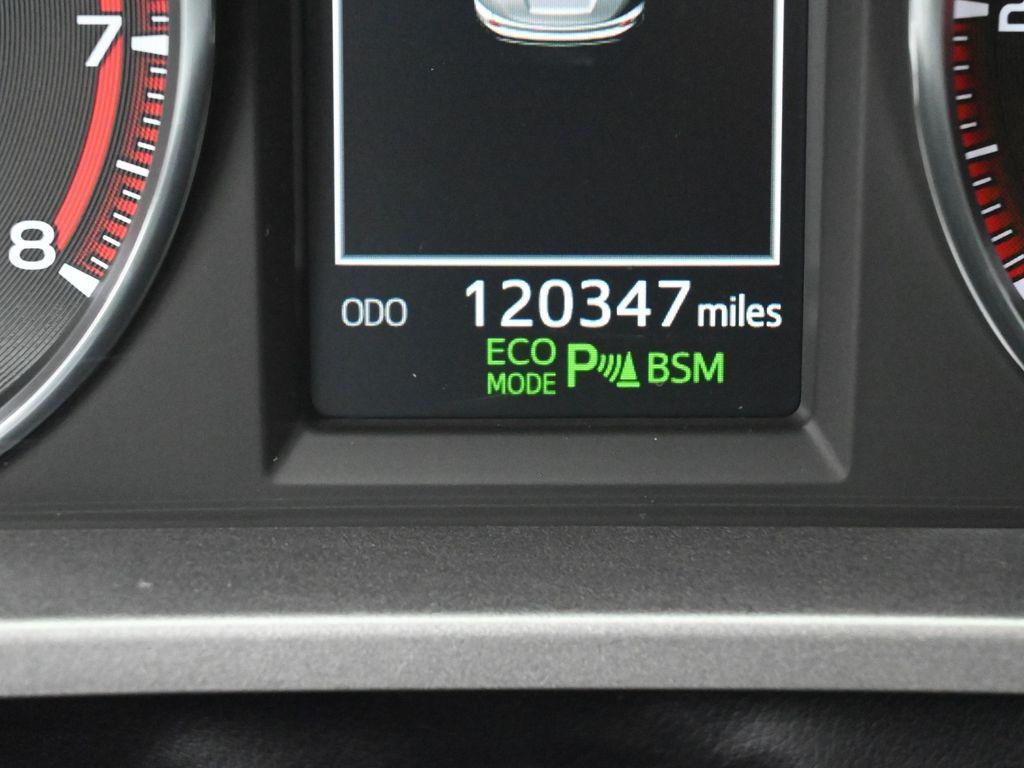 7
8
ODO 120347 miles
ECO MODE P BSM